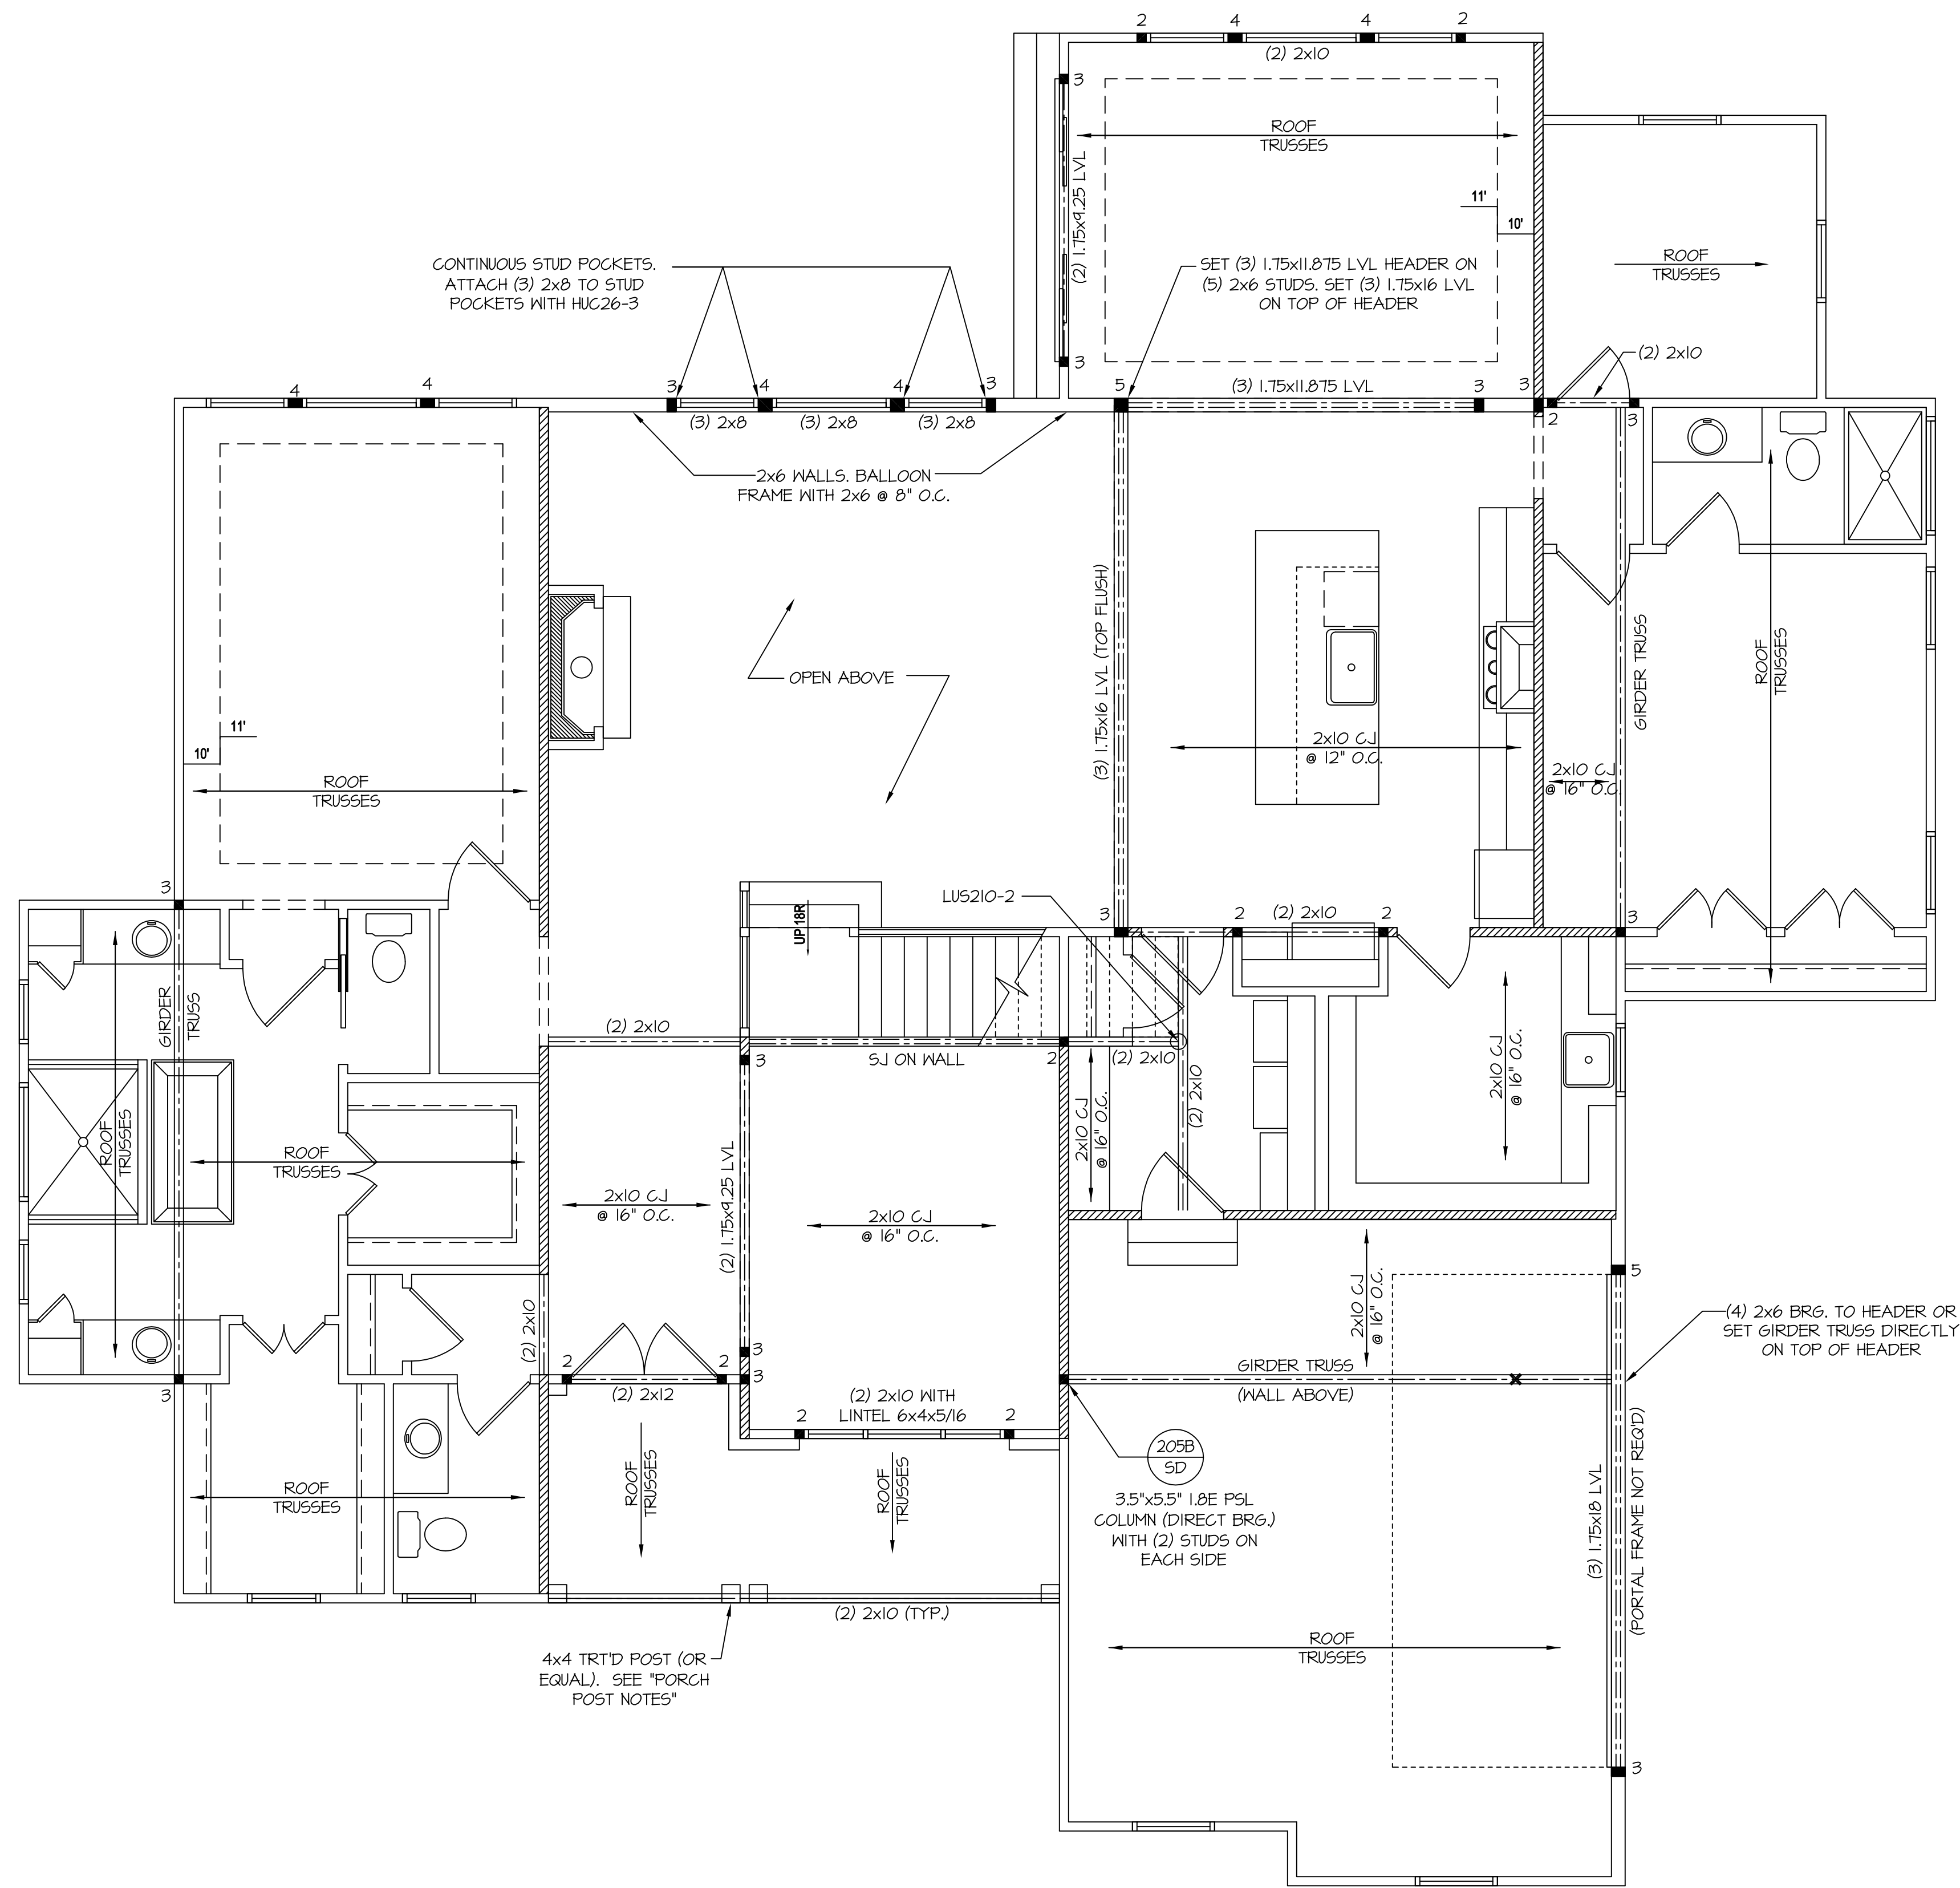 2
4
4
2
(2) 2x10
3
ROOF
TRUSSES
(2) 1.75x9.25 LVL
11'
10'
3
ROOF
TRUSSES
CONTINUOUS STUD POCKETS.
ATTACH (3) 2x8 TO STUD
POCKETS WITH HUC26-3
SET (3) 1.75x11.875 LVL HEADER ON
(5) 2x6 STUDS. SET (3) 1.75x16 LVL
ON TOP OF HEADER
(2) 2x10
4
4
3
4
4
3
5
(3) 1.75x11.875 LVL
3
3
2
3
(3) 2x8
(3) 2x8
(3) 2x8
2x6 WALLS. BALLOON
FRAME WITH 2x6 @ 8" O.C.
OPEN ABOVE
(3) 1.75x16 LVL (TOP FLUSH)
2x10 CJ
@ 12" O.C.
2x10 CJ
@ 16" O.C.
GIRDER TRUSS
ROOF
TRUSSES
11'
10'
ROOF
TRUSSES
3
LUS210-2
UP 18R
3
2
(2) 2x10
2
3
GIRDER
TRUSS
(2) 2x10
3
SJ ON WALL
2
(2) 2x10
2x10 CJ
@ 16" O.C.
(2) 2x10
2x10 CJ
@ 16" O.C.
ROOF
TRUSSES
ROOF
TRUSSES
2x10 CJ
@ 16" O.C.
(2) 1.75x9.25 LVL
2x10 CJ
@ 16" O.C.
2x10 CJ
@ 16" O.C.
5
(4) 2x6 BRG. TO HEADER OR
SET GIRDER TRUSS DIRECTLY
ON TOP OF HEADER
(2) 2x10
3
2
2
3
3
(2) 2x12
(2) 2x10 WITH
LINTEL 6x4x5/16
2
2
GIRDER TRUSS
(WALL ABOVE)
205B
SD
3.5"x5.5" 1.8E PSL
COLUMN (DIRECT BRG.)
WITH (2) STUDS ON
EACH SIDE
ROOF
TRUSSES
ROOF
TRUSSES
ROOF
TRUSSES
(3) 1.75x18 LVL
(PORTAL FRAME NOT REQ'D)
(2) 2x10 (TYP.)
4x4 TRT'D POST (OR
EQUAL). SEE "PORCH
POST NOTES"
ROOF
TRUSSES
3